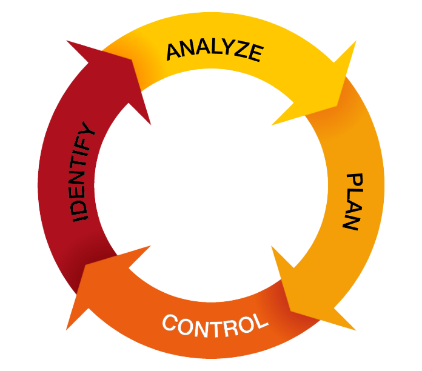 ANALYZE
PLAN
CONTROL
IDENTIFY